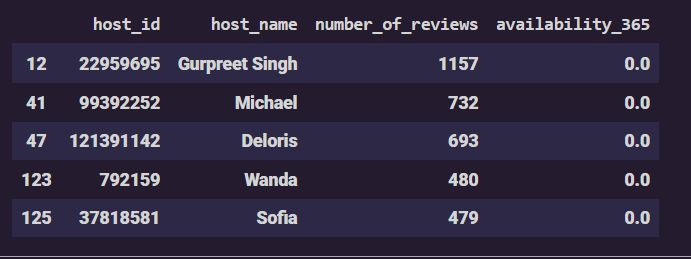 host_id host_name number_of_reviews availability_365
12 22959695 Gurpreet Singh 1157 0.0
41 99392252 Michael 732 0.0
47 121391142 Deloris 693 0.0
123 792159 Wanda 480 0.0
125 37818581 Sofia 479 0.0